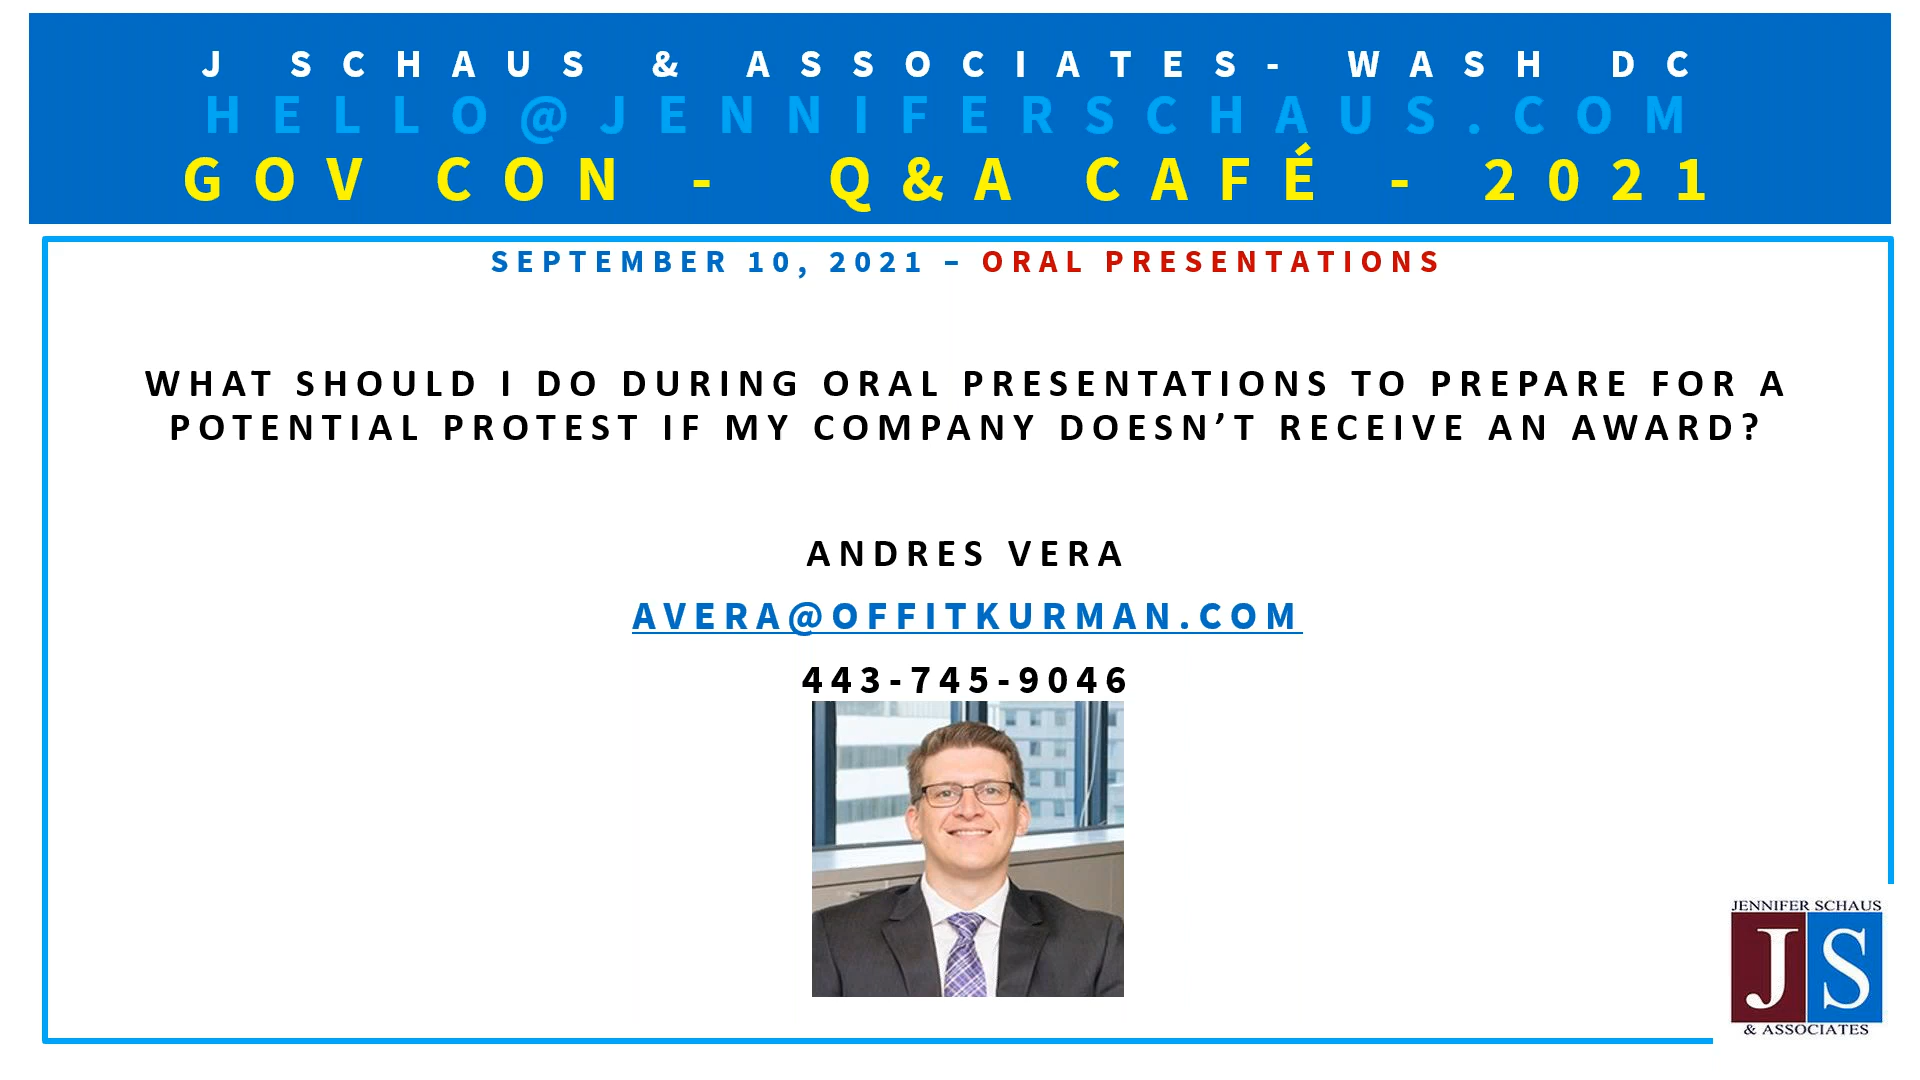 J SCHAUS & ASSOCIATES- WASH DC
HELLO@JENNIFERSCHAUS.COM
GOV CON - Q&A CAFÉ - 2021
SEPTEMBER 10, 2021 – ORAL PRESENTATIONS
WHAT SHOULD I DO DURING ORAL PRESENTATIONS TO PREPARE FOR A
POTENTIAL PROTEST IF MY COMPANY DOESN’T RECEIVE AN AWARD?
ANDRES VERA
AVERA@OFFITKURMAN.COM
443-745-9046
JENNIFER SCHAUS
JS
& ASSOCIATES